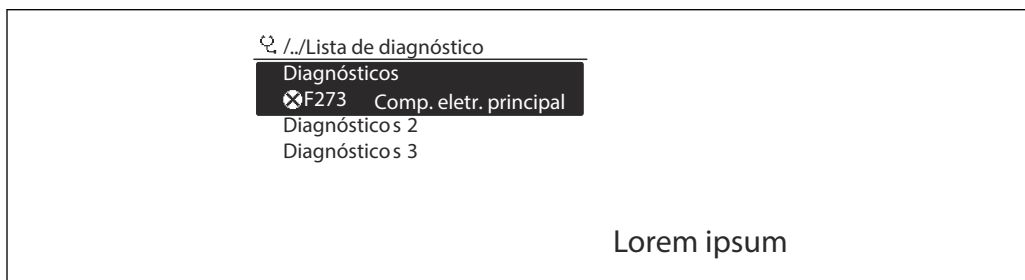 /../Lista de diagnóstico
Diagnósticos
F273 Comp. eletr. principal
Diagnósticos 2
Diagnósticos 3
Lorem ipsum